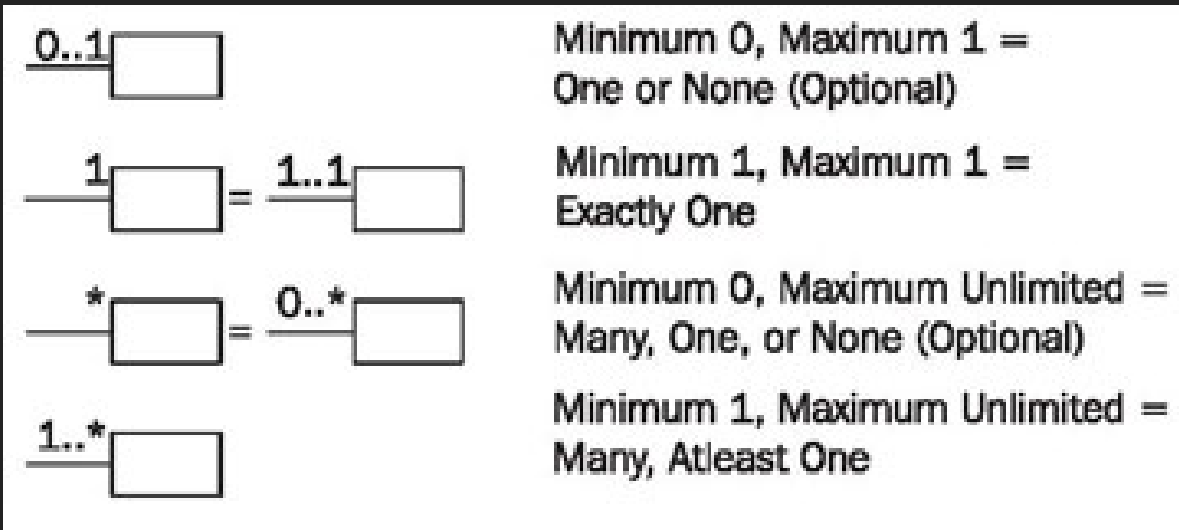 0..1
Minimum 0, Maximum 1 =
One or None (Optional)
1 = 1..1
Minimum 1, Maximum 1 =
Exactly One
* = 0..*
Minimum 0, Maximum Unlimited =
Many, One, or None (Optional)
1..*
Minimum 1, Maximum Unlimited =
Many, Atleast One